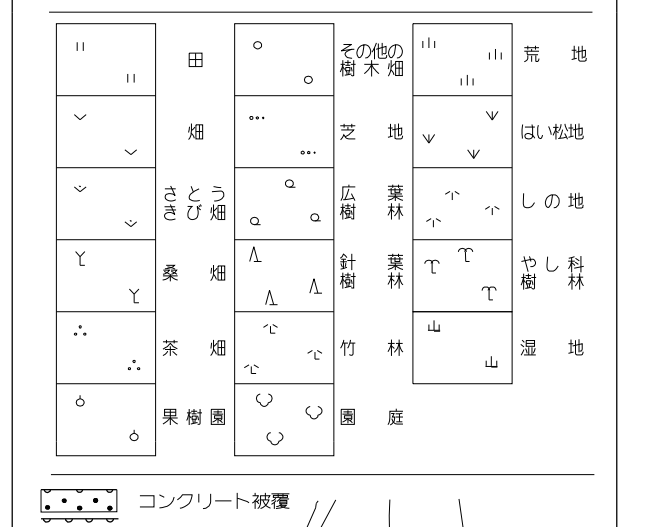 田
畑
さとう
きび畑
桑畑
茶畑
果樹園
その他の
樹木畑
芝地
広葉
樹林
針葉
樹林
竹林
園庭
荒地
はい松地
しの地
やし科
樹林
湿地
コンクリート被覆